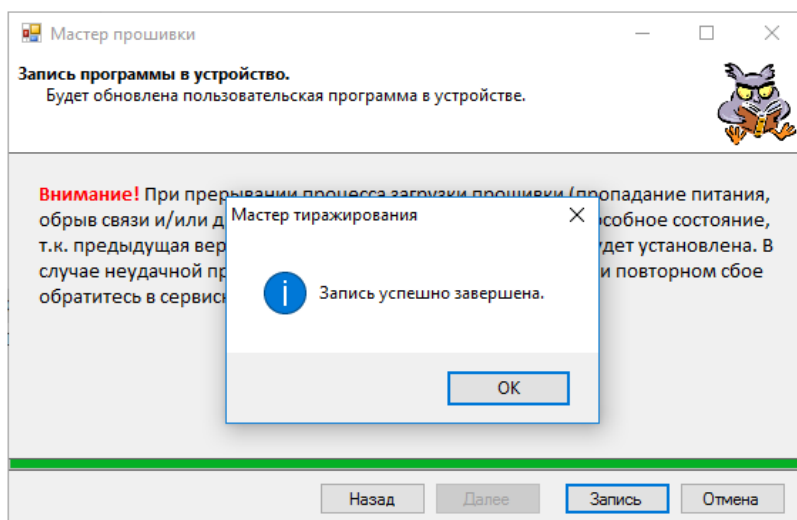 Мастер прошивки
Запись программы в устройство.
Будет обновлена пользовательская программа в устройстве.
Внимание! При прерывании процесса загрузки прошивки (пропадание питания,
обрыв связи и/или состояние,
т.к. предыдущая установлена. В
случае неудачной и повторном сбое
обратитесь в
Мастер тиражирования
Запись успешно завершена.
ОК
Назад
Далее
Запись
Отмена